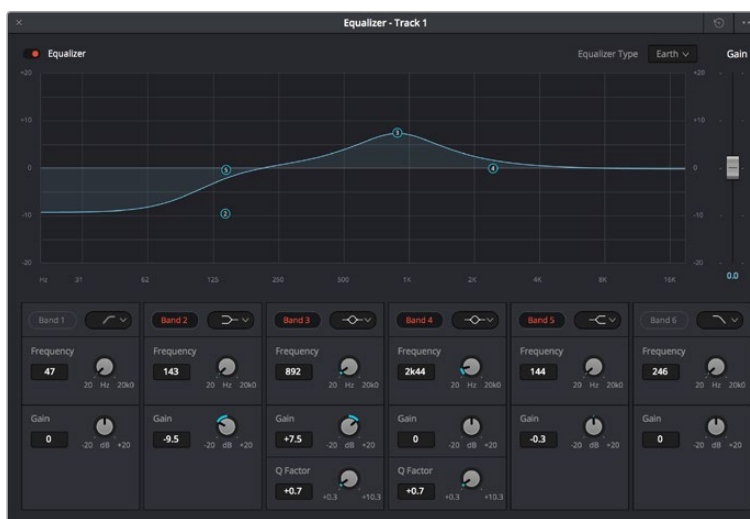 Equalizer - Track 1
Equalizer
Equalizer Type Earth Gain
+20 +20
+10 +10
0 0
-10 -10
-20 -20
Hz 31 62 125 250 500 1K 2K 4K 8K 16K
0.0
5
2
3
4
Band 1 Band 2 Band 3 Band 4 Band 5 Band 6
Frequency Frequency Frequency Frequency Frequency Frequency
47 143 892 2k44 144 246
20 Hz 20k0 20 Hz 20k0 20 Hz 20k0 20 Hz 20k0 20 Hz 20k0 20 Hz 20k0
Gain Gain Gain Gain Gain Gain
0 -9.5 +7.5 0 -0.3 0
-20 dB +20 -20 dB +20 -20 dB +20 -20 dB +20 -20 dB +20 -20 dB +20
Q Factor Q Factor
+0.7 +0.7
+0.3 +10.3 +0.3 +10.3